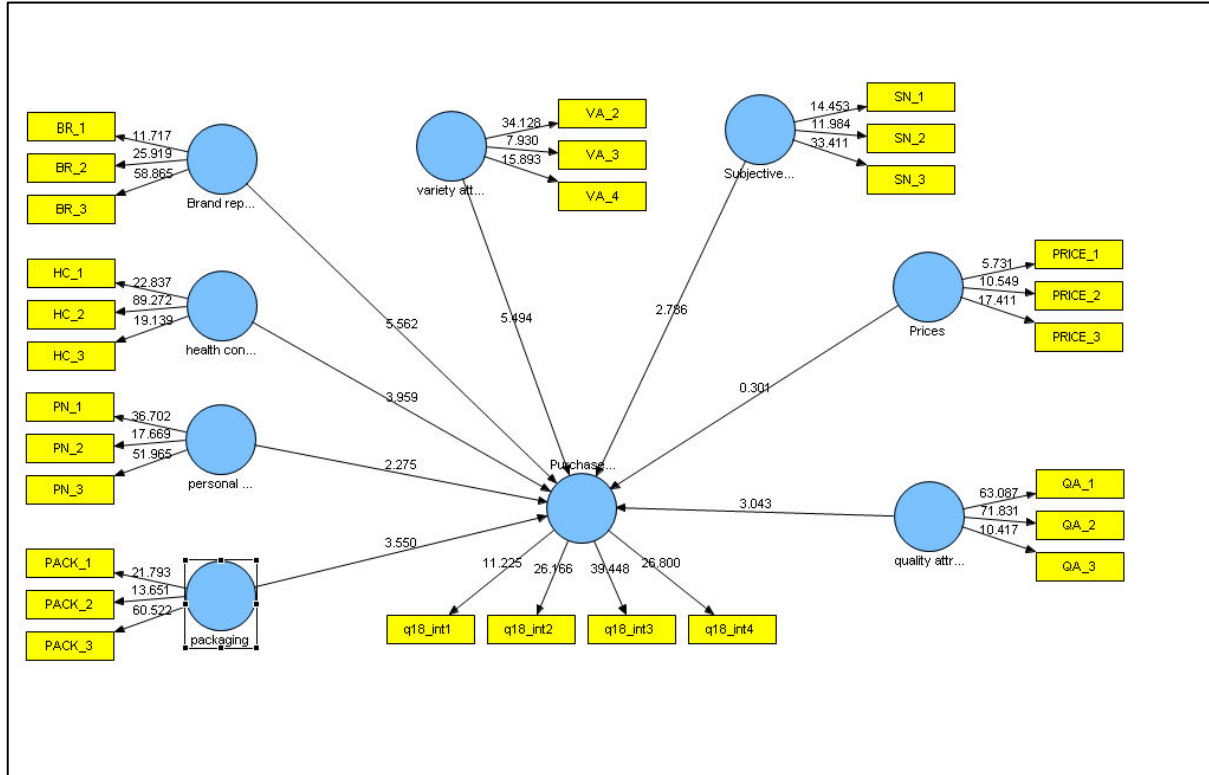 BR_1
11.717
BR_2
25.919
BR_3
58.865
Brand rep...
VA_2
34.128
VA_3
7.930
VA_4
15.893
variety att...
SN_1
14.453
SN_2
11.984
SN_3
33.411
Subjective...
HC_1
22.837
HC_2
89.272
HC_3
19.139
health con...
PRICE_1
5.731
PRICE_2
10.549
PRICE_3
17.411
Prices
5.562
5.494
2.786
0.301
3.959
PN_1
36.702
PN_2
17.669
PN_3
51.965
personal ...
2.275
Purchase...
3.043
QA_1
63.087
QA_2
71.831
QA_3
10.417
quality attr...
PACK_1
21.793
PACK_2
13.651
PACK_3
60.522
packaging
3.550
11.225
26.166
39.448
26.800
q18_int1
q18_int2
q18_int3
q18_int4